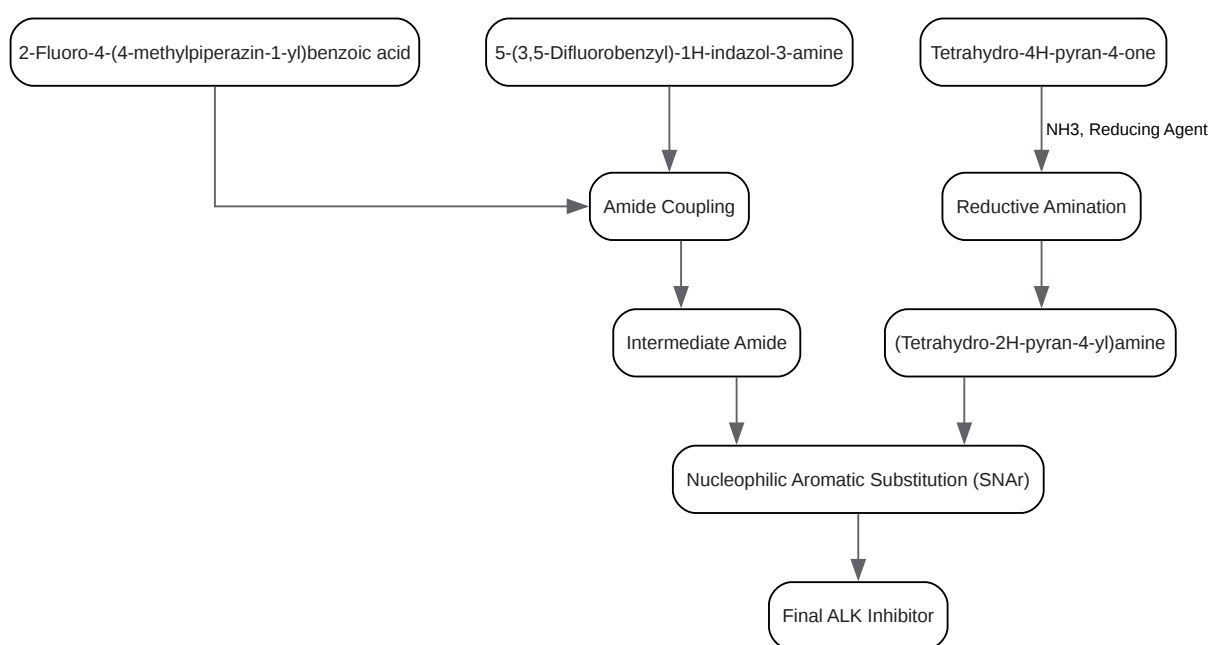 2-Fluoro-4-(4-methylpiperazin-1-yl)benzoic acid
5-(3,5-Difluorobenzyl)-1H-indazol-3-amine
Tetrahydro-4H-pyran-4-one
NH3, Reducing Agent
Amide Coupling
Reductive Amination
Intermediate Amide
(Tetrahydro-2H-pyran-4-yl)amine
Nucleophilic Aromatic Substitution (SNAr)
Final ALK Inhibitor